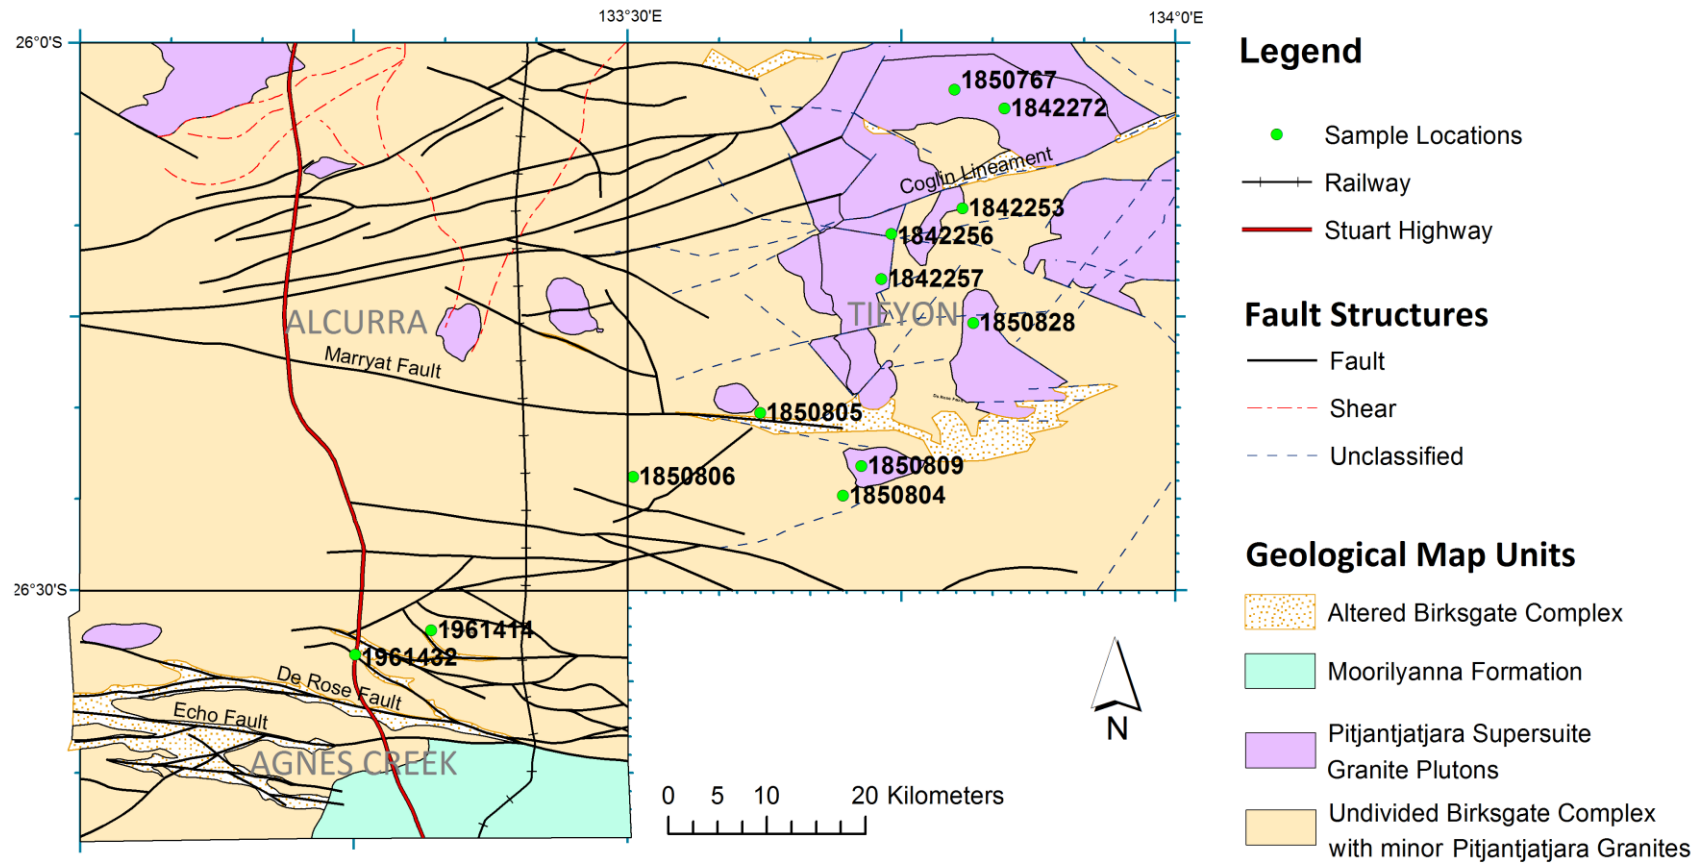 133°30'E
134°0'E
26°0'S
1850767
1842272
Coglin Lineament
1842253
1842256
1842257
ALCURRA
TIEYON
1850828
Marryat Fault
De Rose Fault
1850805
1850809
1850806
1850804
26°30'S
1961414
1961432
De Rose Fault
Echo Fault
AGNES CREEK
N
0 5 10 20 Kilometers
Legend
Sample Locations
Railway
Stuart Highway
Fault Structures
Fault
Shear
Unclassified
Geological Map Units
Altered Birksgate Complex
Moorilyanna Formation
Pitjantjatjara Supersuite
Granite Plutons
Undivided Birksgate Complex
with minor Pitjantjatjara Granites